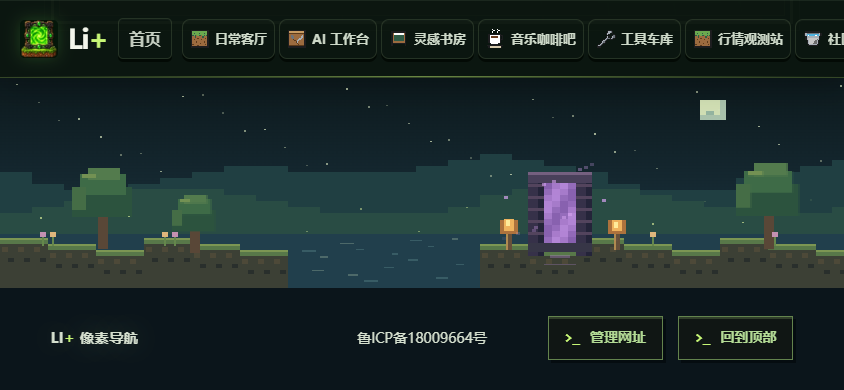 Li+ 首页 日常客厅 AI 工作台 灵感书房 音乐咖啡吧 工具车库 行情观测站 社
LI+ 像素导航 鲁ICP备18009664号 >_ 管理网址 >_ 回到顶部